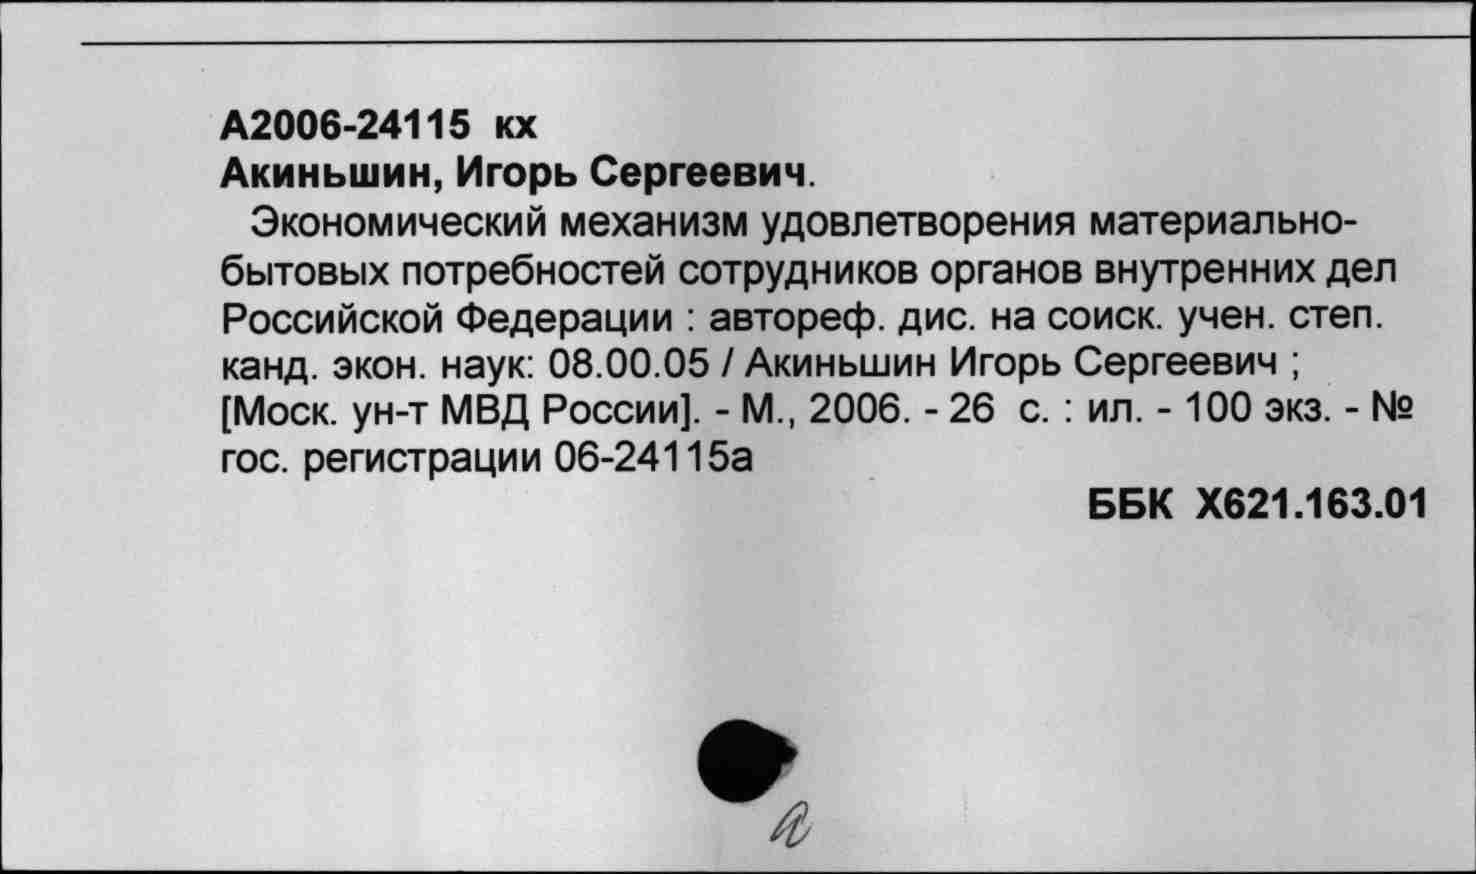 А2006-24115 кх
Акиньшин, Игорь Сергеевич.
Экономический механизм удовлетворения материально-
бытовых потребностей сотрудников органов внутренних дел
Российской Федерации : автореф. дис. на соиск. учен. степ.
канд. экон. наук: 08.00.05 / Акиньшин Игорь Сергеевич ;
[Моск. ун-т МВД России]. - М., 2006. - 26 с. : ил. - 100 экз. - №
гос. регистрации 06-24115а
ББК Х621.163.01